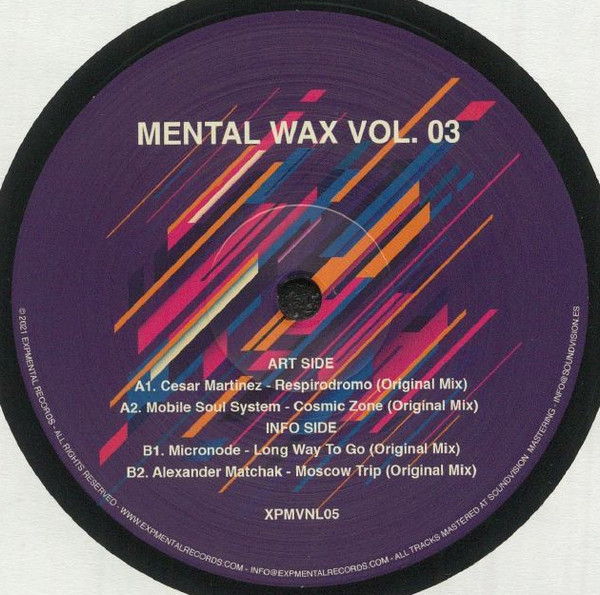 MENTAL WAX VOL. 03
ART SIDE
A1. Cesar Martinez - Respirodromo (Original Mix)
A2. Mobile Soul System - Cosmic Zone (Original Mix)
INFO SIDE
B1. Micronode - Long Way To Go (Original Mix)
B2. Alexander Matchak - Moscow Trip (Original Mix)
XPMVNL05
© 2021 EXPMENTAL RECORDS - ALL RIGHTS RESERVED - WWW.EXPMENTALRECORDS.COM - INFO@EXPMENTALRECORDS.COM - ALL TRACKS MASTERED AT SOUNDVISION MASTERING - INFO@SOUNDVISION.ES